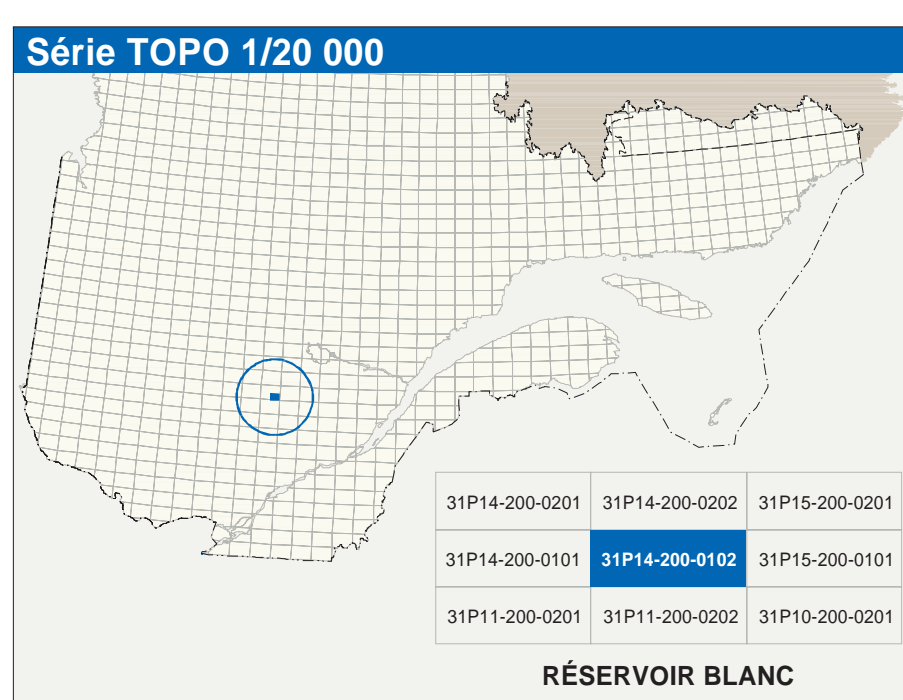 Série TOPO 1/20 000
31P14-200-0201 31P14-200-0202 31P15-200-0201
31P14-200-0101 31P14-200-0102 31P15-200-0101
31P11-200-0201 31P11-200-0202 31P10-200-0201
RÉSERVOIR BLANC